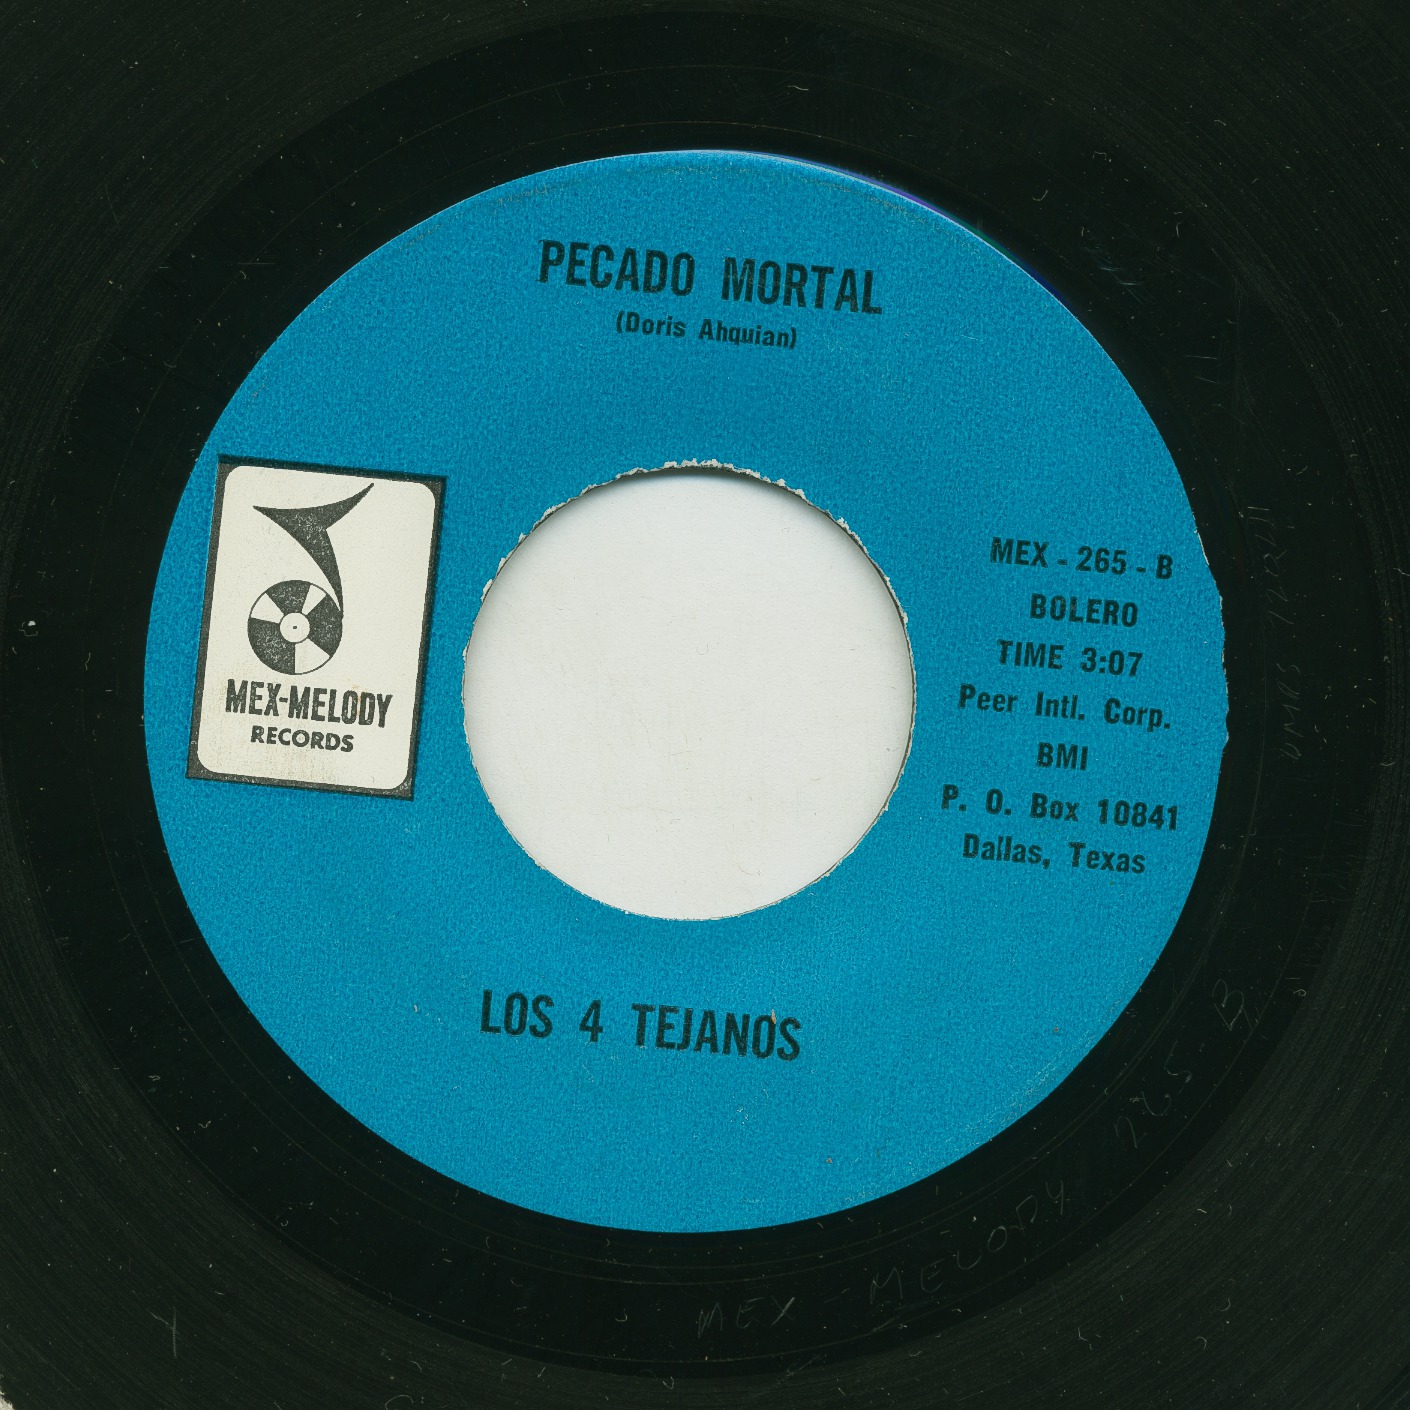 PECADO MORTAL
(Doris Ahquian)
MEX-MELODY
RECORDS
MEX - 265 - B
BOLERO
TIME 3:07
Peer Intl. Corp.
BMI
P. O. Box 10841
Dallas, Texas
LOS 4 TEJANOS
MEX - MELODY 265 - B